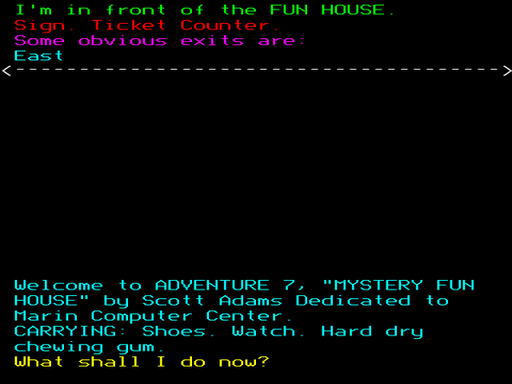 I'm in front of the FUN HOUSE.
Sign. Ticket Counter.
Some obvious exits are:
East
<--------------------------------------->
Welcome to ADVENTURE 7, "MYSTERY FUN
HOUSE" by Scott Adams Dedicated to
Marin Computer Center.
CARRYING: Shoes. Watch. Hard dry
chewing gum.
What shall I do now?